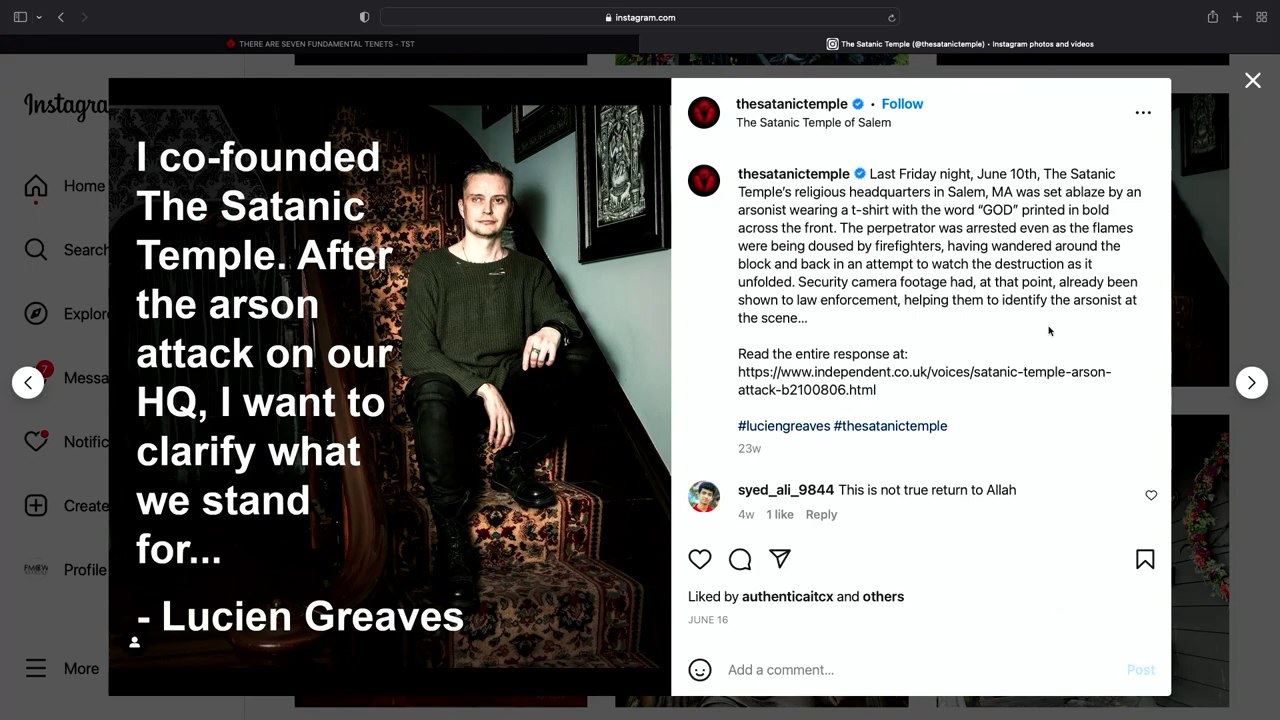 instagram.com
THERE ARE SEVEN FUNDAMENTAL TENETS - TST
The Satanic Temple (@thesatanictemple) • Instagram photos and videos
Instagra
Home
Search
Explor
7
Messa
Notific
Create
FMCEW
Profile
More
I co-founded
The Satanic
Temple. After
the arson
attack on our
HQ, I want to
clarify what
we stand
for...
- Lucien Greaves
thesatanictemple • Follow
The Satanic Temple of Salem
thesatanictemple Last Friday night, June 10th, The Satanic
Temple’s religious headquarters in Salem, MA was set ablaze by an
arsonist wearing a t-shirt with the word “GOD” printed in bold
across the front. The perpetrator was arrested even as the flames
were being doused by firefighters, having wandered around the
block and back in an attempt to watch the destruction as it
unfolded. Security camera footage had, at that point, already been
shown to law enforcement, helping them to identify the arsonist at
the scene...
Read the entire response at:
https://www.independent.co.uk/voices/satanic-temple-arson-
attack-b2100806.html
#luciengreaves #thesatanictemple
23w
syed_ali_9844 This is not true return to Allah
4w 1 like Reply
Liked by authenticaitcx and others
JUNE 16
Add a comment...
Post